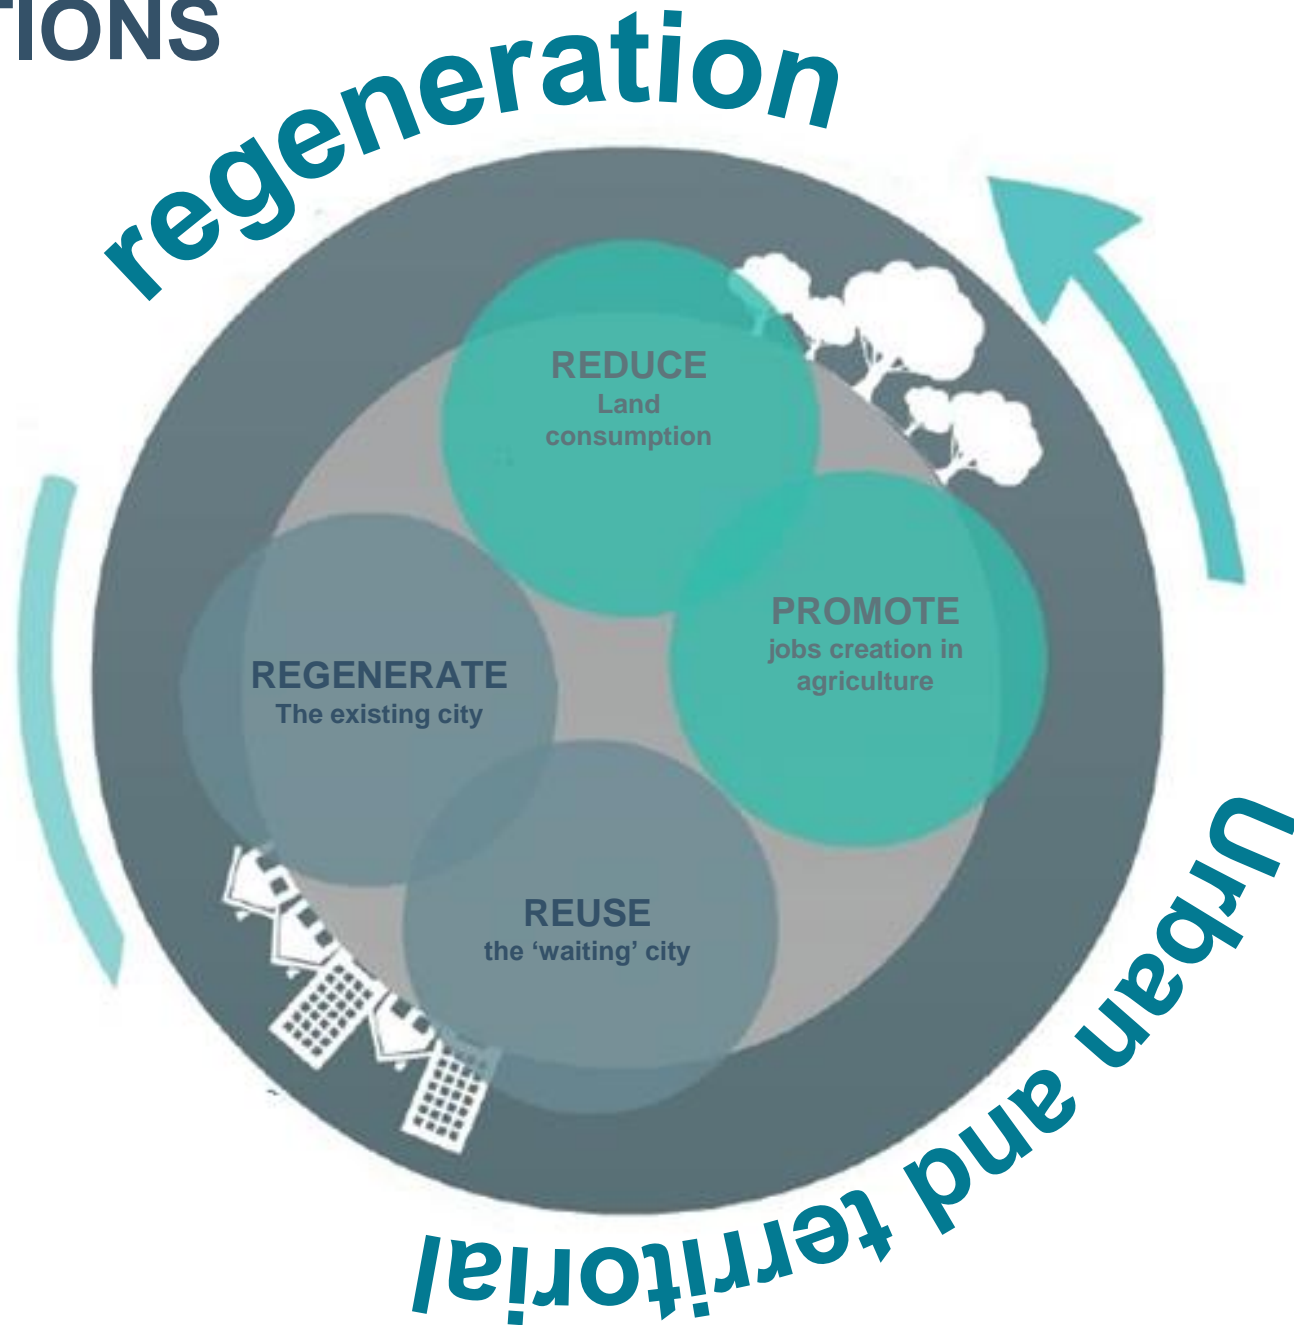 TIONS
Urban and territorial
regeneration
REDUCE
Land
consumption
PROMOTE
jobs creation in
agriculture
REGENERATE
The existing city
REUSE
the ‘waiting’ city